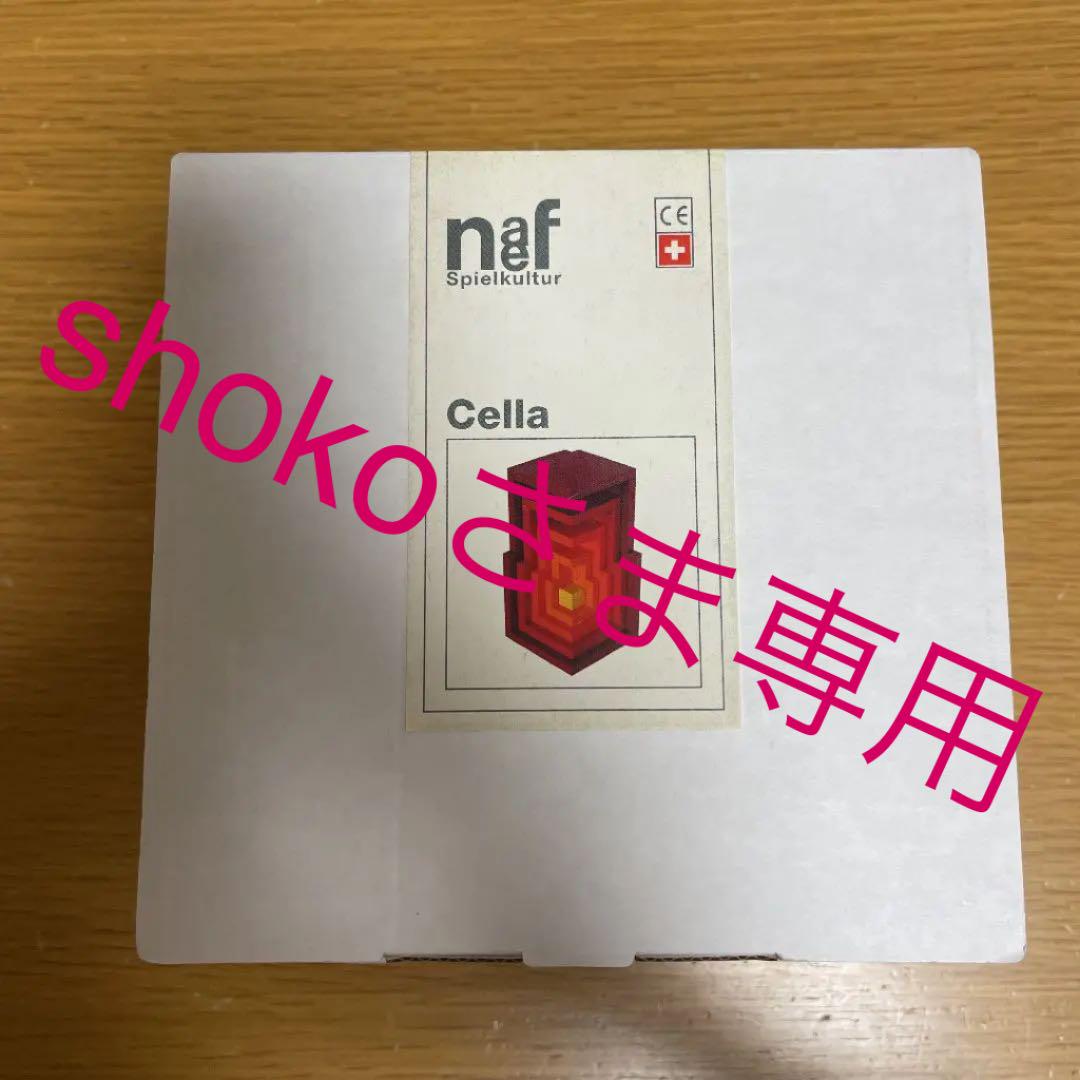 naef
Spielkultur
CE
Cella
shokoさま専用